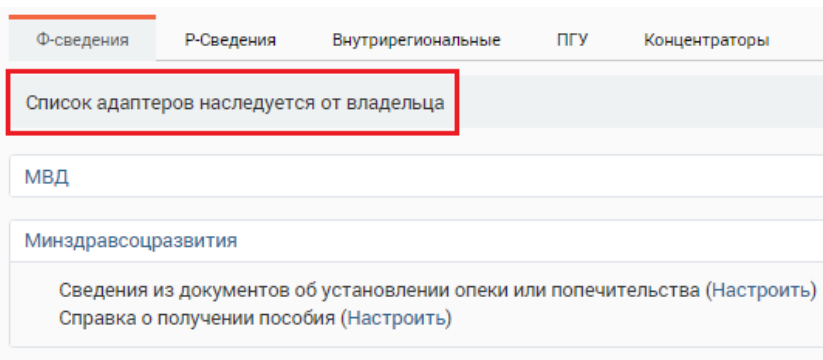 Ф-сведения Р-Сведения Внутрирегиональные ПГУ Концентраторы
Список адаптеров наследуется от владельца
МВД
Минздравсоцразвития
Сведения из документов об установлении опеки или попечительства (Настроить)
Справка о получении пособия (Настроить)